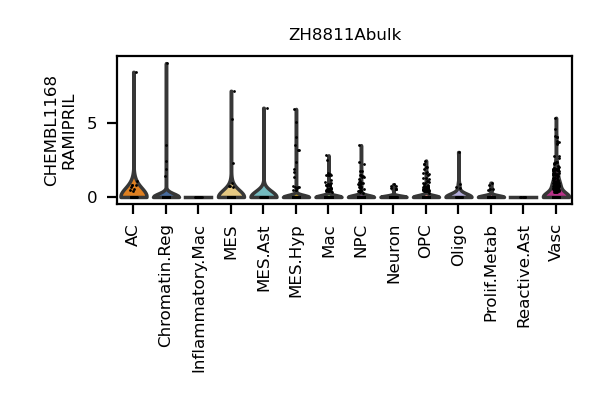 ZH8811Abulk
CHEMBL1168
RAMIPRIL
5
0
AC
Chromatin.Reg
Inflammatory.Mac
MES
MES.Ast
MES.Hyp
Mac
NPC
Neuron
OPC
Oligo
Prolif.Metab
Reactive.Ast
Vasc